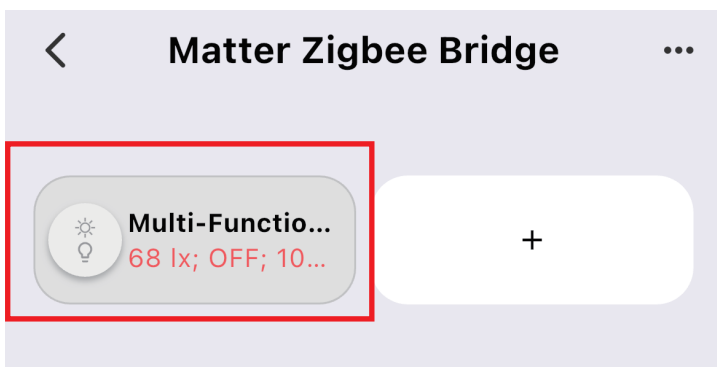 Matter Zigbee Bridge
Multi-Functio...
68 lx; OFF; 10...
+